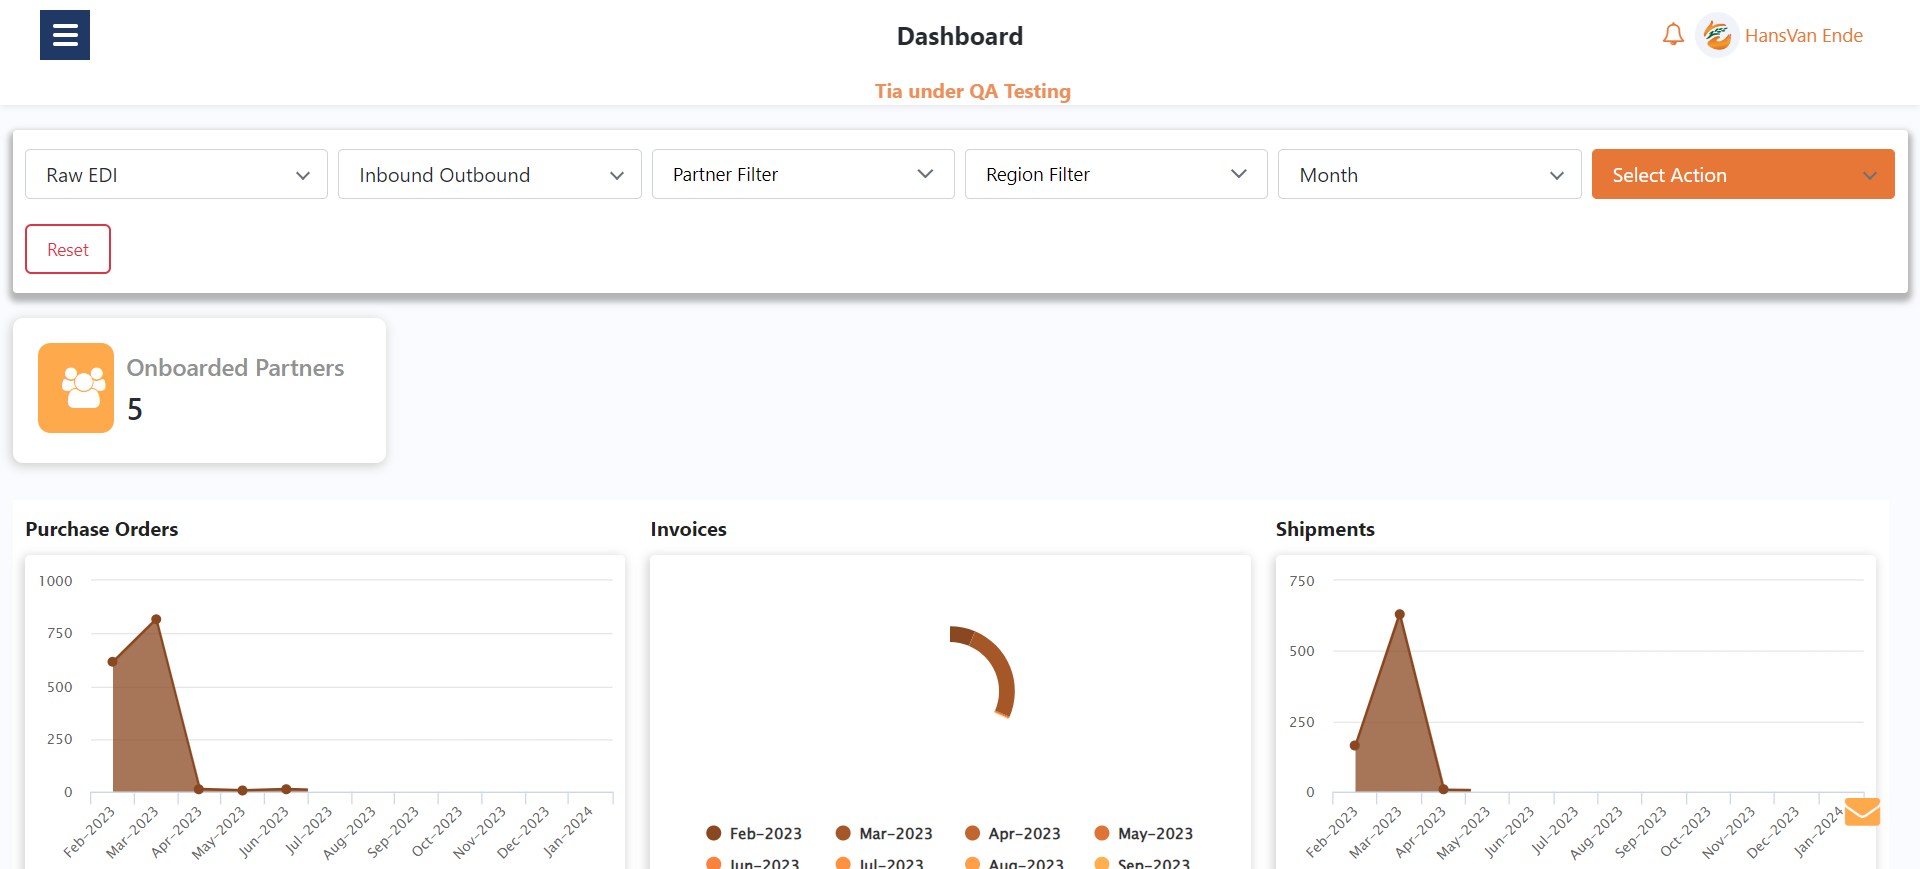 Dashboard
HansVan Ende
Tia under QA Testing
Raw EDI
Inbound Outbound
Partner Filter
Region Filter
Month
Select Action
Reset
Onboarded Partners
5
Purchase Orders
1000
750
500
250
0
Feb-2023
Mar-2023
Apr-2023
May-2023
Jun-2023
Jul-2023
Aug-2023
Sep-2023
Oct-2023
Nov-2023
Dec-2023
Jan-2024
Invoices
Feb-2023
Mar-2023
Apr-2023
May-2023
Jun-2023
Jul-2023
Aug-2023
Sep-2023
Shipments
750
500
250
0
Feb-2023
Mar-2023
Apr-2023
May-2023
Jun-2023
Jul-2023
Aug-2023
Sep-2023
Oct-2023
Nov-2023
Dec-2023
Jan-2024